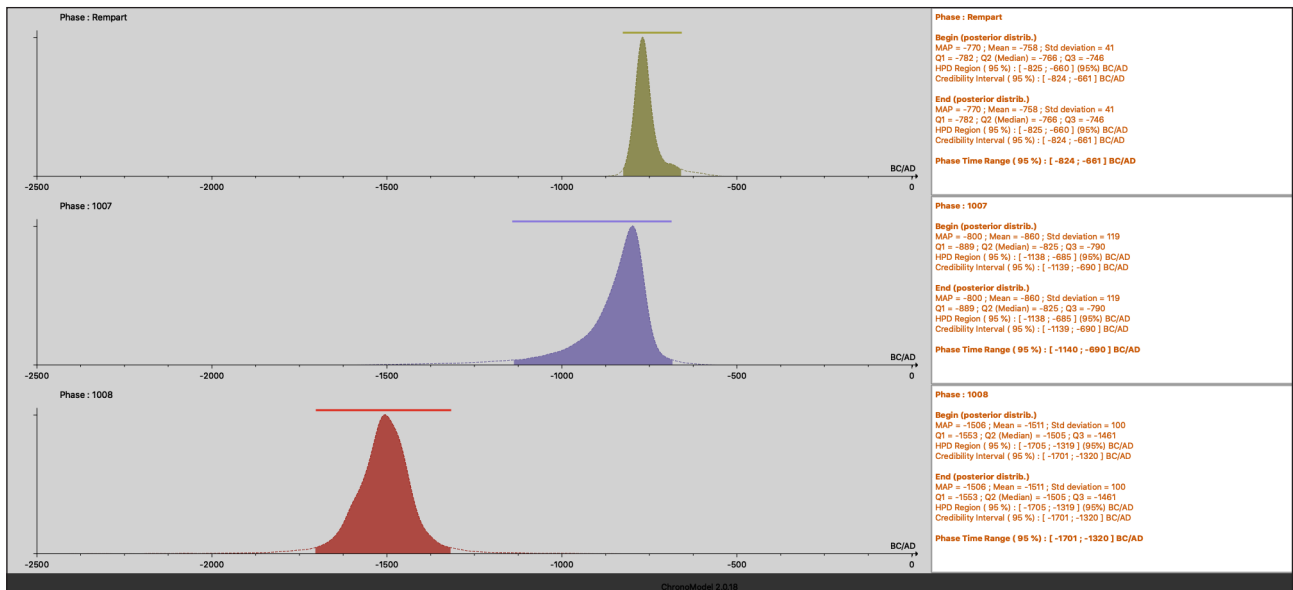 Phase : Rempart
BC/AD
-2500 -2000 -1500 -1000 -500 0
Phase : Rempart
Begin (posterior distrib.)
MAP = -770 ; Mean = -758 ; Std deviation = 41
Q1 = -782 ; Q2 (Median) = -766 ; Q3 = -746
HPD Region ( 95 %) : [ -825 ; -660 ] (95%) BC/AD
Credibility Interval ( 95 %) : [ -824 ; -661 ] BC/AD
End (posterior distrib.)
MAP = -770 ; Mean = -758 ; Std deviation = 41
Q1 = -782 ; Q2 (Median) = -766 ; Q3 = -746
HPD Region ( 95 %) : [ -825 ; -660 ] (95%) BC/AD
Credibility Interval ( 95 %) : [ -824 ; -661 ] BC/AD
Phase Time Range ( 95 %) : [ -824 ; -661 ] BC/AD
Phase : 1007
BC/AD
-2500 -2000 -1500 -1000 -500 0
Phase : 1007
Begin (posterior distrib.)
MAP = -800 ; Mean = -860 ; Std deviation = 119
Q1 = -889 ; Q2 (Median) = -825 ; Q3 = -790
HPD Region ( 95 %) : [ -1138 ; -685 ] (95%) BC/AD
Credibility Interval ( 95 %) : [ -1139 ; -690 ] BC/AD
End (posterior distrib.)
MAP = -800 ; Mean = -860 ; Std deviation = 119
Q1 = -889 ; Q2 (Median) = -825 ; Q3 = -790
HPD Region ( 95 %) : [ -1138 ; -685 ] (95%) BC/AD
Credibility Interval ( 95 %) : [ -1139 ; -690 ] BC/AD
Phase Time Range ( 95 %) : [ -1140 ; -690 ] BC/AD
Phase : 1008
BC/AD
-2500 -2000 -1500 -1000 -500 0
Phase : 1008
Begin (posterior distrib.)
MAP = -1506 ; Mean = -1511 ; Std deviation = 100
Q1 = -1553 ; Q2 (Median) = -1505 ; Q3 = -1461
HPD Region ( 95 %) : [ -1705 ; -1319 ] (95%) BC/AD
Credibility Interval ( 95 %) : [ -1701 ; -1320 ] BC/AD
End (posterior distrib.)
MAP = -1506 ; Mean = -1511 ; Std deviation = 100
Q1 = -1553 ; Q2 (Median) = -1505 ; Q3 = -1461
HPD Region ( 95 %) : [ -1705 ; -1319 ] (95%) BC/AD
Credibility Interval ( 95 %) : [ -1701 ; -1320 ] BC/AD
Phase Time Range ( 95 %) : [ -1701 ; -1320 ] BC/AD
ChronoModel 2.0.18